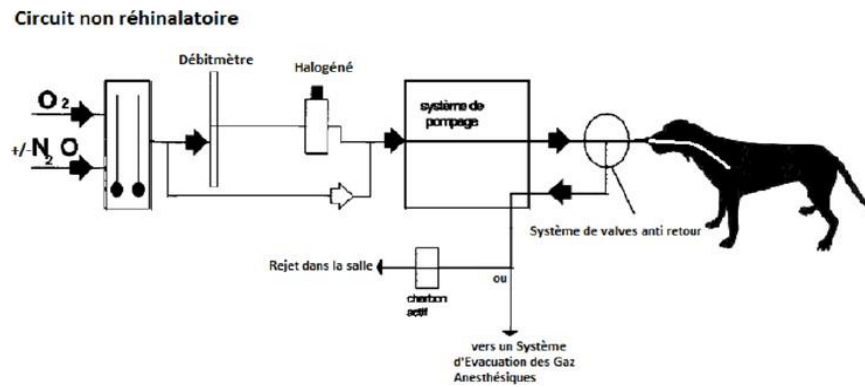 Circuit non réhinalatoire
Débitmètre
Halogéné
O₂
+/-N₂O
système de
pompage
Système de valves anti retour
Rejet dans la salle
charbon
actif
ou
vers un Système
d'Evacuation des Gaz
Anesthésiques